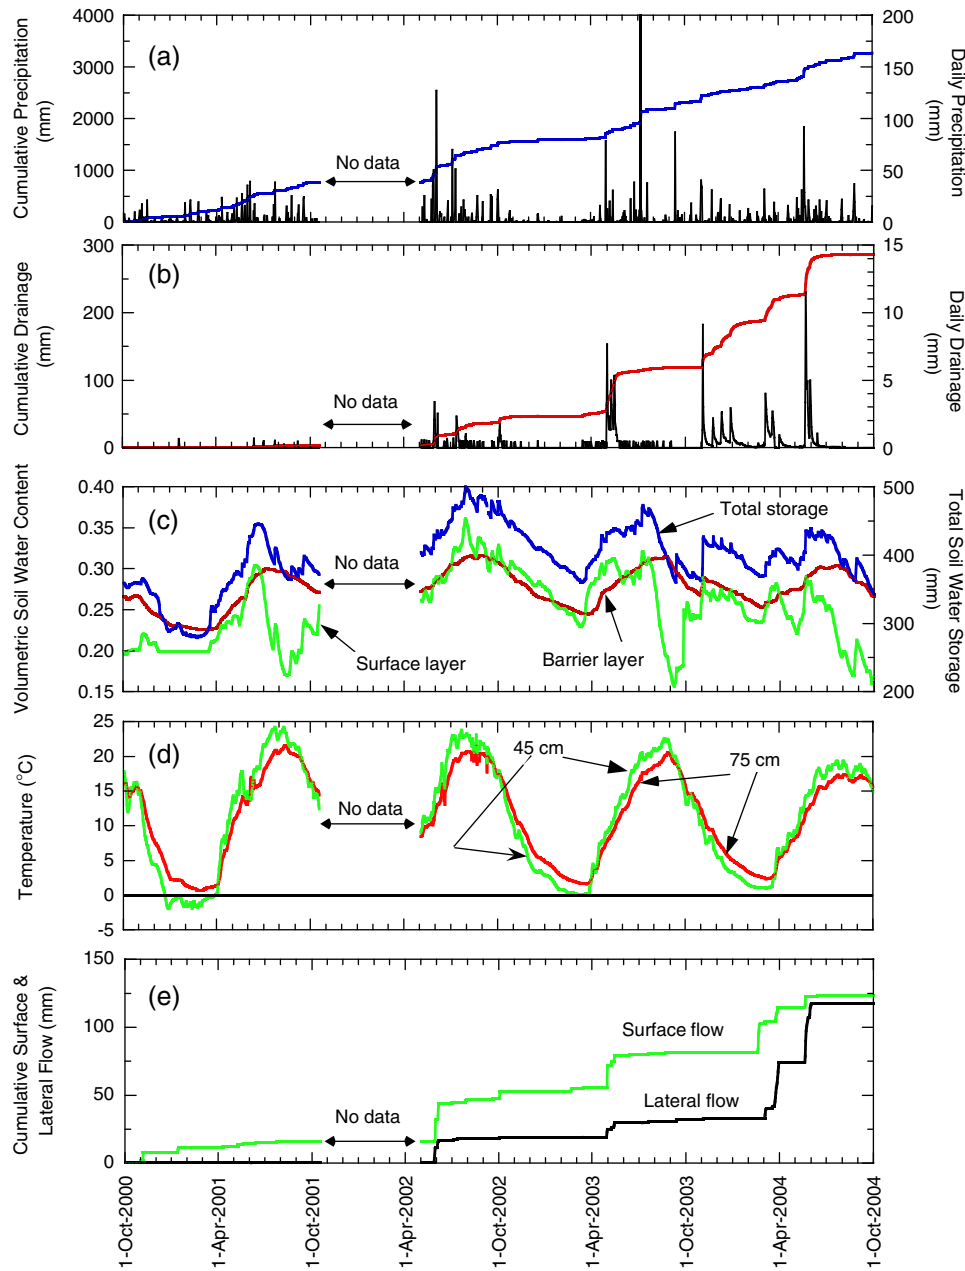 (a)
Cumulative Precipitation
(mm)
4000
3000
2000
1000
0
200
150
100
50
0
Daily Precipitation
(mm)
No data
(b)
Cumulative Drainage
(mm)
300
200
100
0
15
10
5
0
Daily Drainage
(mm)
No data
(c)
Volumetric Soil Water Content
0.40
0.35
0.30
0.25
0.20
0.15
500
400
300
200
Total Soil Water Storage
(mm)
Total storage
No data
Surface layer
Barrier layer
(d)
Temperature (°C)
25
20
15
10
5
0
-5
45 cm
75 cm
No data
(e)
Cumulative Surface &
Lateral Flow (mm)
150
100
50
0
Surface flow
Lateral flow
No data
1-Oct-2000
1-Apr-2001
1-Oct-2001
1-Apr-2002
1-Oct-2002
1-Apr-2003
1-Oct-2003
1-Apr-2004
1-Oct-2004